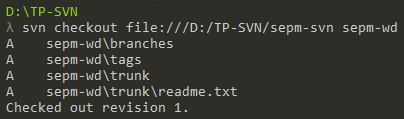 D:\TP-SVN
λ svn checkout file:///D:/TP-SVN/sepm-svn sepm-wd
A    sepm-wd\branches
A    sepm-wd\tags
A    sepm-wd\trunk
A    sepm-wd\trunk\readme.txt
Checked out revision 1.